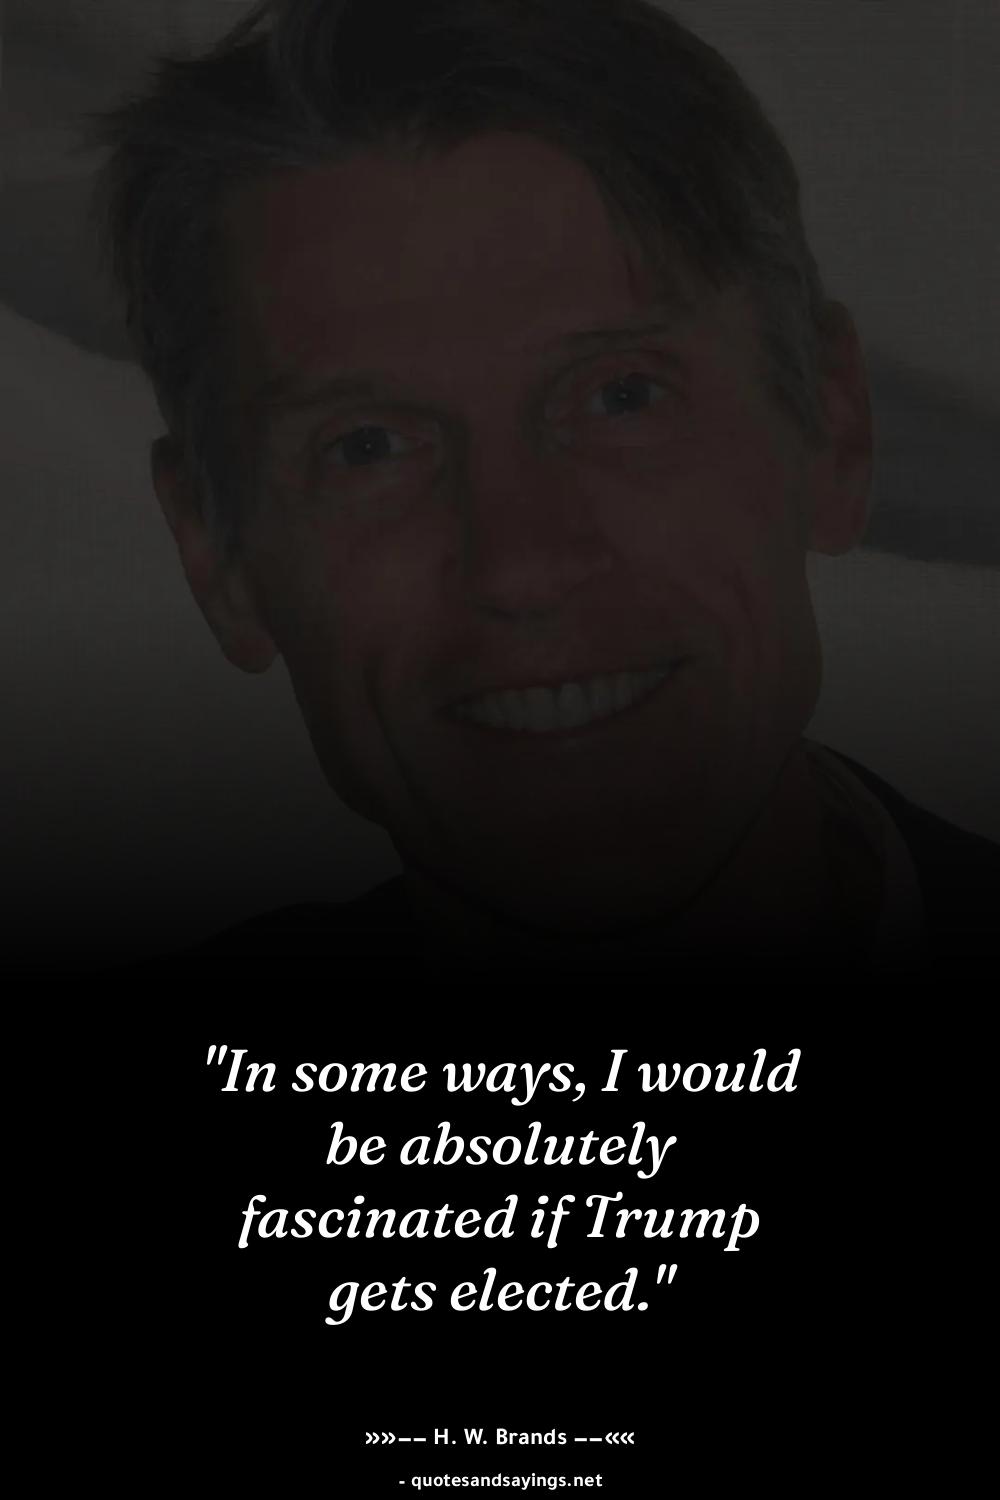 "In some ways, I would
be absolutely
fascinated if Trump
gets elected."
»»—— H. W. Brands ——««
- quotesandsayings.net